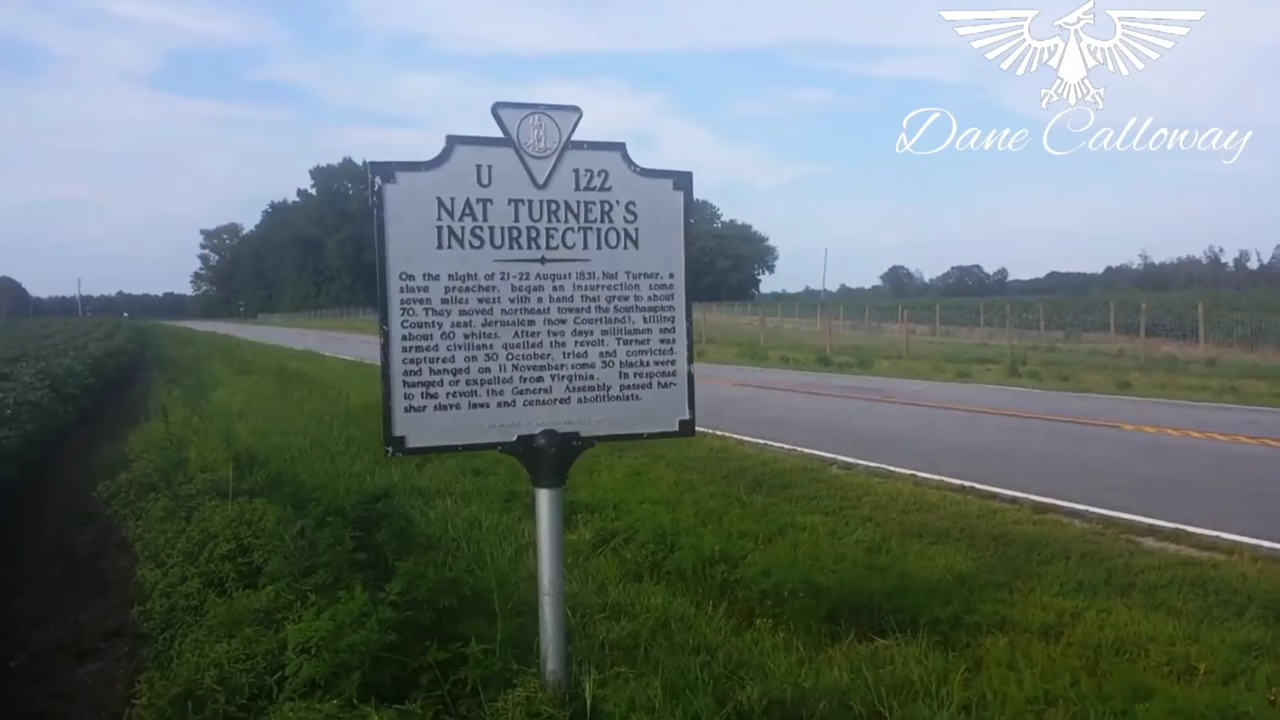 Dane Calloway
U 122
NAT TURNER'S
INSURRECTION
On the night of 21-22 August 1831, Nat Turner, a
slave preacher, began an insurrection some
seven miles west with a band that grew to about
70. They moved northeast toward the Southampton
County seat, Jerusalem (now Courtland), killing
about 60 whites. After two days militiamen and
armed civilians quelled the revolt. Turner was
captured on 30 October, tried and convicted,
and hanged on 11 November; some 30 blacks were
hanged or expelled from Virginia. In response
to the revolt, the General Assembly passed har-
sher slave laws and censored abolitionists.